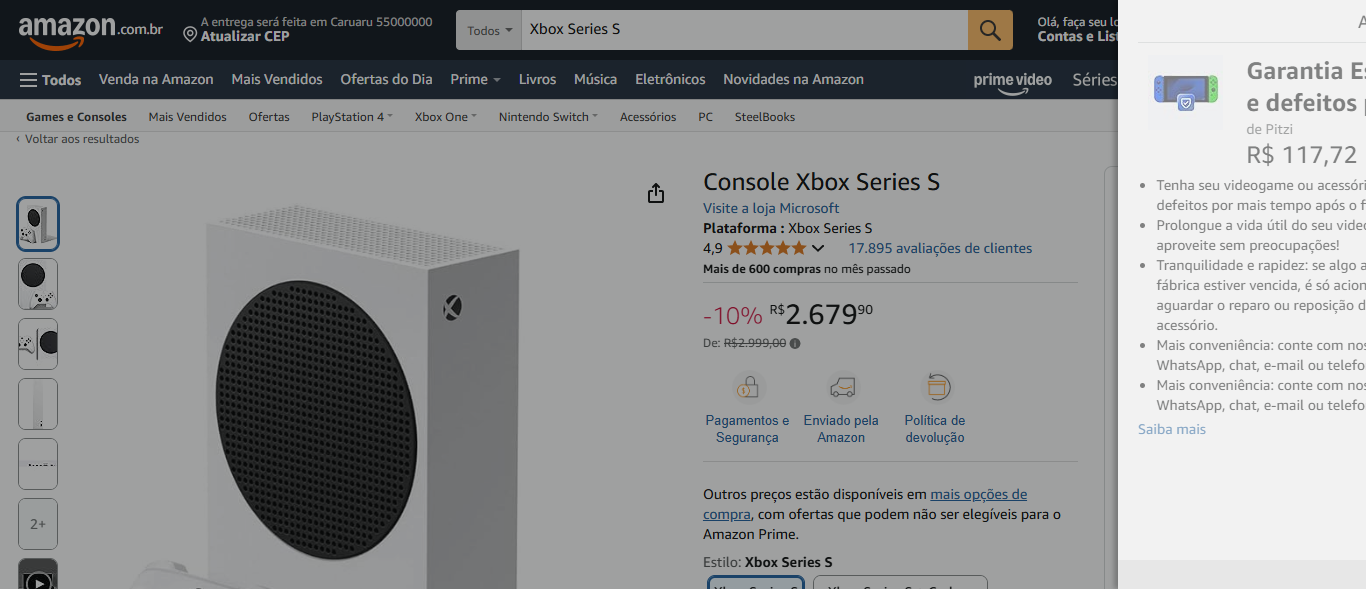 amazon.com.br
A entrega será feita em Caruaru 55000000
Atualizar CEP
Todos
Xbox Series S
Olá, faça seu
Contas e
Todos
Venda na Amazon
Mais Vendidos
Ofertas do Dia
Prime
Livros
Música
Eletrônicos
Novidades na Amazon
prime video
Séries
Games e Consoles
Mais Vendidos
Ofertas
PlayStation 4
Xbox One
Nintendo Switch
Acessórios
PC
SteelBooks
‹ Voltar aos resultados
2+
Console Xbox Series S
Visite a loja Microsoft
Plataforma : Xbox Series S
4,9
17.895 avaliações de clientes
Mais de 600 compras no mês passado
-10% R$2.67990
De: R$2.999,00
Pagamentos e
Segurança
Enviado pela
Amazon
Política de
devolução
Outros preços estão disponíveis em mais opções de
compra, com ofertas que podem não ser elegíveis para o
Amazon Prime.
Estilo: Xbox Series S
Xbox Series S
Garantia
e defeitos
de Pitzi
R$ 117,72
• Tenha seu videogame ou
defeitos por mais tempo após o
• Prolongue a vida útil do seu
aproveite sem preocupações!
• Tranquilidade e rapidez: se algo
fábrica estiver vencida, é só
aguardar o reparo ou reposição
acessório.
• Mais conveniência: conte com
WhatsApp, chat, e-mail ou
• Mais conveniência: conte com
WhatsApp, chat, e-mail ou
Saiba mais